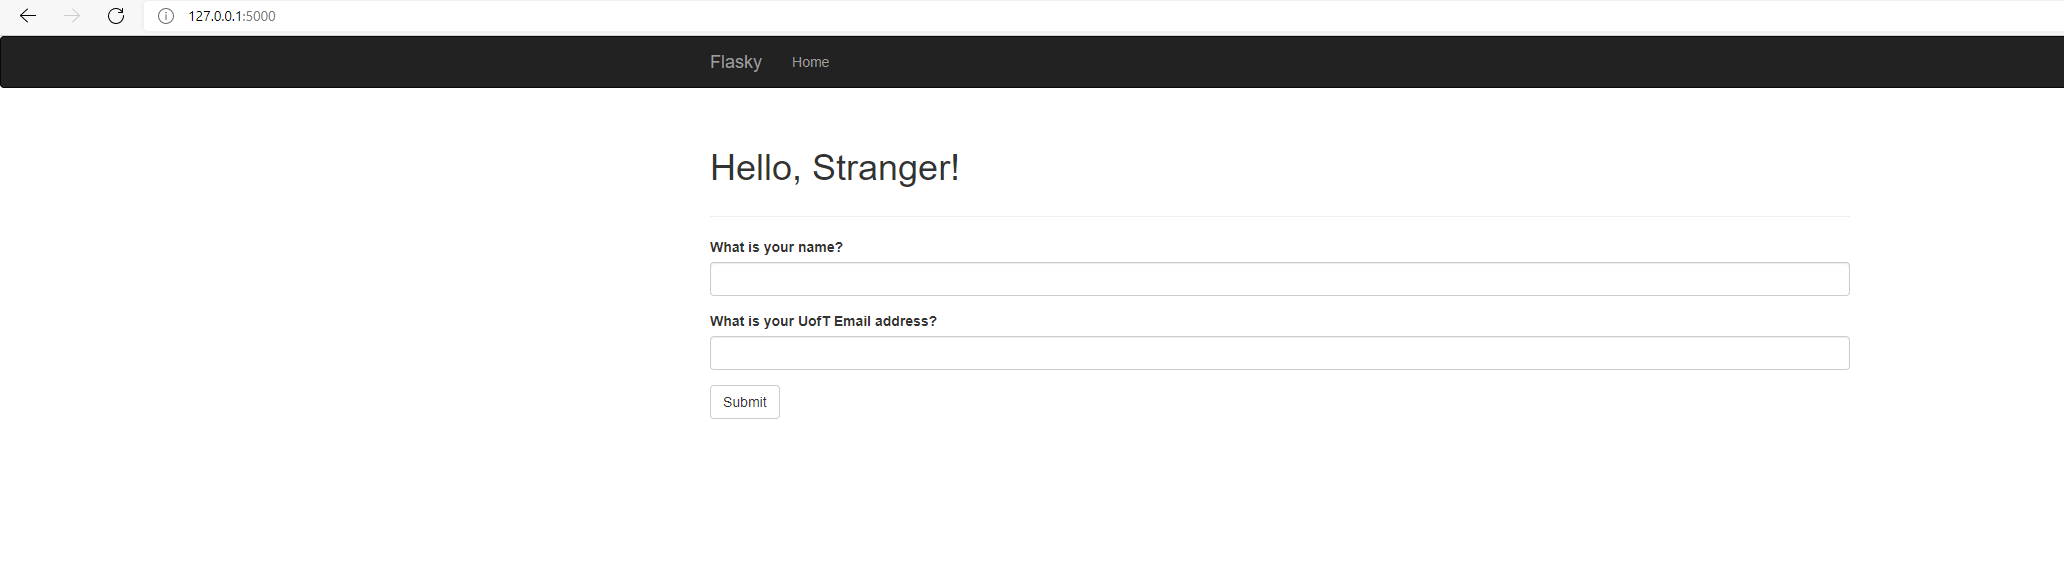 127.0.0.1:5000
Flasky Home
Hello, Stranger!
What is your name?
What is your UofT Email address?
Submit